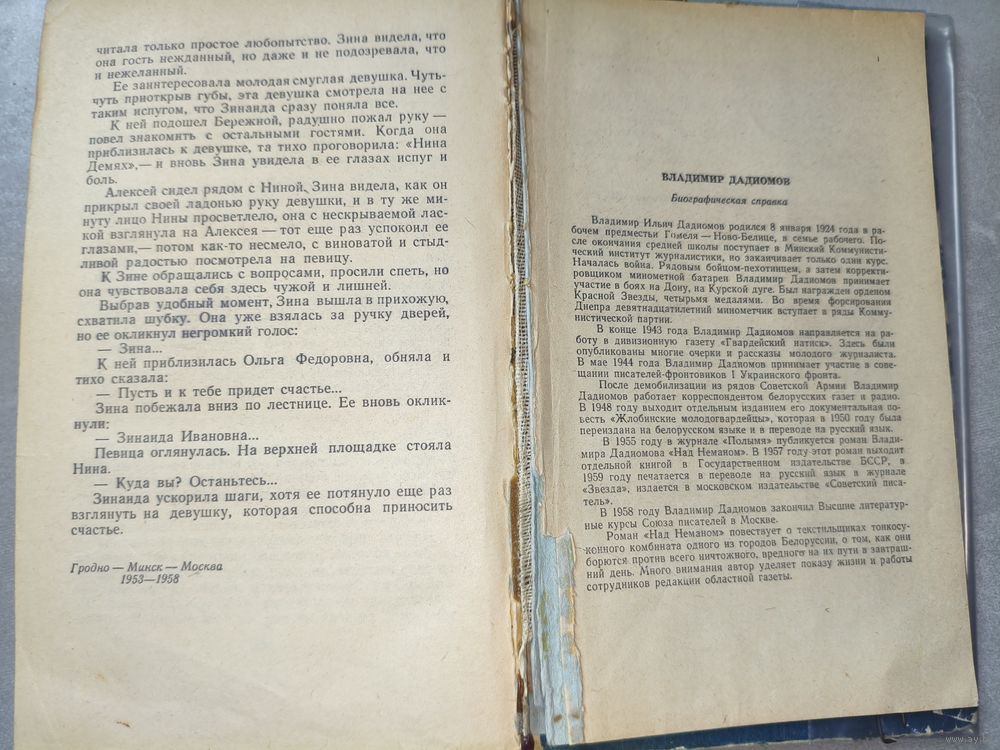 читала только простое любопытство. Зина видела, что
она гость нежданный, но даже и не подозревала, что
и нежеланный.
Ее заинтересовала молодая смуглая девушка. Чуть-
чуть приоткрыв губы, эта девушка смотрела на нее с
таким испугом, что Зинаида сразу поняла все.
К ней подошел Бережной, радушно пожал руку —
повел знакомить с остальными гостями. Когда она
приблизилась к девушке, та тихо проговорила: «Нина
Демях»,— и вновь Зина увидела в ее глазах испуг и
боль.
Алексей сидел рядом с Ниной. Зина видела, как он
прикрыл своей ладонью руку девушки, и в ту же ми-
нуту лицо Нины просветлело, она с нескрываемой лас-
кой взглянула на Алексея — тот еще раз успокоил ее
глазами,— потом как-то несмело, с виноватой и стыд-
ливой радостью посмотрела на певицу.
К Зине обращались с вопросами, просили спеть, но
она чувствовала себя здесь чужой и лишней.
Выбрав удобный момент, Зина вышла в прихожую,
схватила шубку. Она уже взялась за ручку дверей,
но ее окликнул негромкий голос:
— Зина...
К ней приблизилась Ольга Федоровна, обняла и
тихо сказала:
— Пусть и к тебе придет счастье...
Зина побежала вниз по лестнице. Ее вновь оклик-
нули:
— Зинаида Ивановна...
Певица оглянулась. На верхней площадке стояла
Нина.
— Куда вы? Останьтесь...
Зинаида ускорила шаги, хотя ее потянуло еще раз
взглянуть на девушку, которая способна приносить
счастье.
Гродно — Минск — Москва
1953—1958
ВЛАДИМИР ДАДИОМОВ
Биографическая справка
Владимир Ильич Дадиомов родился 8 января 1924 года в ра-
бочем предместьи Гомеля — Ново-Белице, в семье рабочего. По-
сле окончания средней школы поступает в Минский Коммунисти-
ческий институт журналистики, но заканчивает только один курс.
Началась война. Рядовым бойцом-пехотинцем, а затем корректи-
ровщиком минометной батареи Владимир Дадиомов принимает
участие в боях на Дону, на Курской дуге. Был награжден орденом
Красной Звезды, четырьмя медалями. Во время форсирования
Днепра девятнадцатилетний минометчик вступает в ряды Комму-
нистической партии.
В конце 1943 года Владимир Дадиомов направляется на ра-
боту в дивизионную газету «Гвардейский натиск». Здесь были
опубликованы многие очерки и рассказы молодого журналиста.
В мае 1944 года Владимир Дадиомов принимает участие в сове-
щании писателей-фронтовиков I Украинского фронта.
После демобилизации из рядов Советской Армии Владимир
Дадиомов работает корреспондентом белорусских газет и радио.
В 1948 году выходит отдельным изданием его документальная по-
весть «Жлобинские молодогвардейцы», которая в 1950 году была
переиздана на белорусском языке и в переводе на русский язык.
В 1955 году в журнале «Полымя» публикуется роман Влади-
мира Дадиомова «Над Неманом». В 1957 году этот роман выходит
отдельной книгой в Государственном издательстве БССР, в
1959 году печатается в переводе на русский язык в журнале
«Звезда», издается в московском издательстве «Советский писа-
тель».
В 1958 году Владимир Дадиомов закончил Высшие литератур-
ные курсы Союза писателей в Москве.
Роман «Над Неманом» повествует о текстильщиках тонкосу-
конного комбината одного из городов Белоруссии, о том, как они
борются против всего ничтожного, вредного на их пути в завтраш-
ний день. Много внимания автор уделяет показу жизни и работы
сотрудников редакции областной газеты.